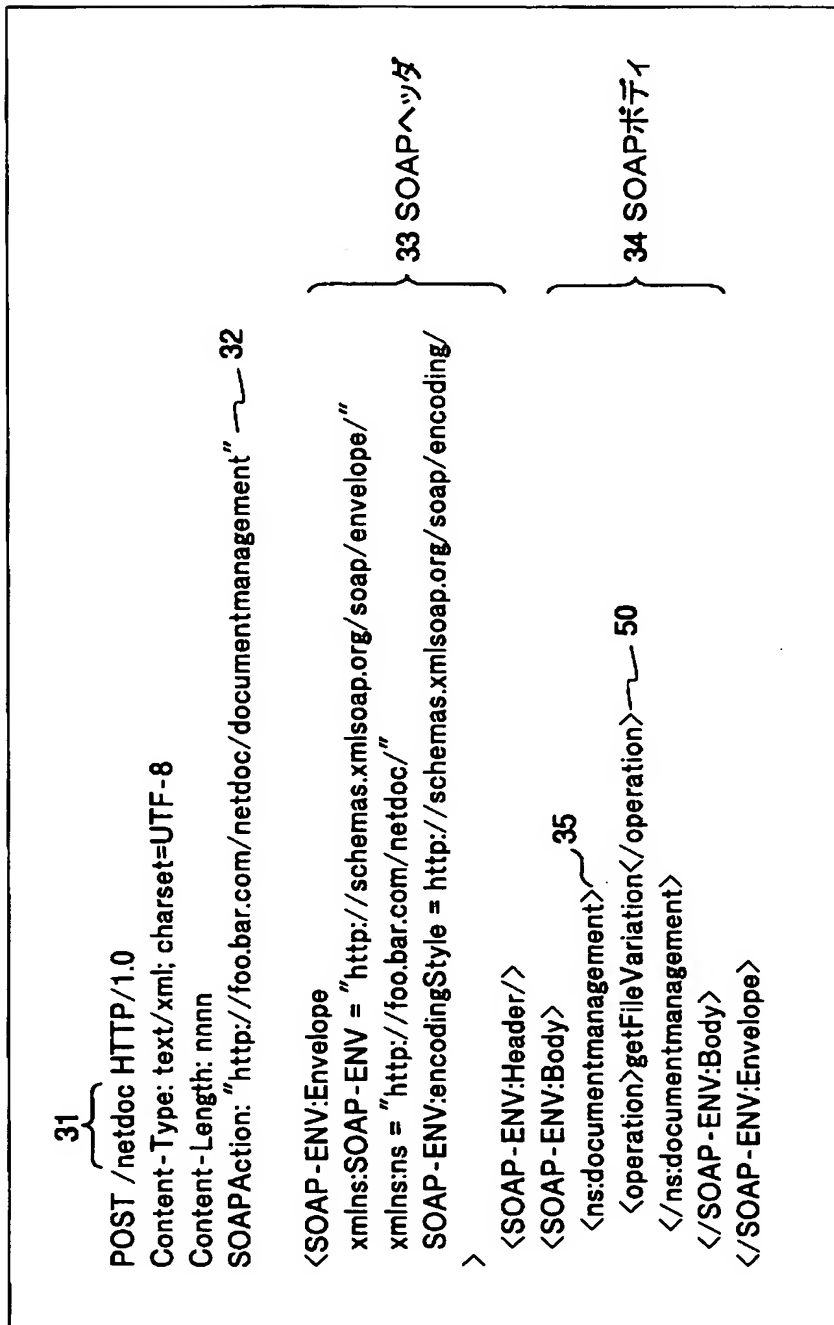 31
POST /netdoc HTTP/1.0
Content-Type: text/xml; charset=UTF-8
Content-Length: nnnn
SOAPAction: "http://foo.bar.com/netdoc/documentmanagement" 32
<SOAP-ENV:Envelope
xmlns:SOAP-ENV = "http://schemas.xmlsoap.org/soap/envelope/"
xmlns:ns = "http://foo.bar.com/netdoc/"
SOAP-ENV:encodingStyle = http://schemas.xmlsoap.org/soap/encoding/
>
33 SOAPヘッダ
<SOAP-ENV:Header/>
<SOAP-ENV:Body>
<ns:documentmanagement> 35
<operation>getFileVariation</operation> 50
</ns:documentmanagement>
</SOAP-ENV:Body>
</SOAP-ENV:Envelope>
34 SOAPボディ